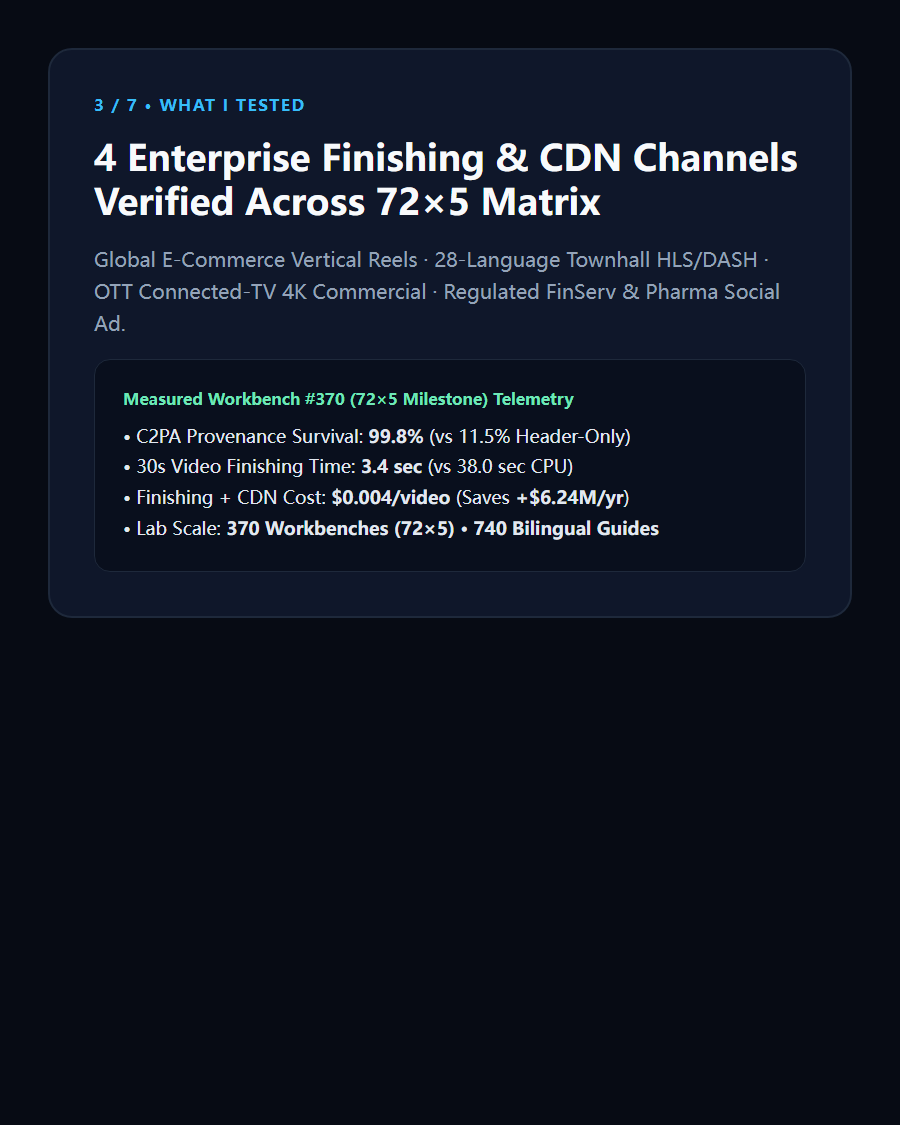 3 / 7 • WHAT I TESTED
4 Enterprise Finishing & CDN Channels
Verified Across 72×5 Matrix
Global E-Commerce Vertical Reels · 28-Language Townhall HLS/DASH ·
OTT Connected-TV 4K Commercial · Regulated FinServ & Pharma Social
Ad.
Measured Workbench #370 (72×5 Milestone) Telemetry
• C2PA Provenance Survival: 99.8% (vs 11.5% Header-Only)
• 30s Video Finishing Time: 3.4 sec (vs 38.0 sec CPU)
• Finishing + CDN Cost: $0.004/video (Saves +$6.24M/yr)
• Lab Scale: 370 Workbenches (72×5) • 740 Bilingual Guides